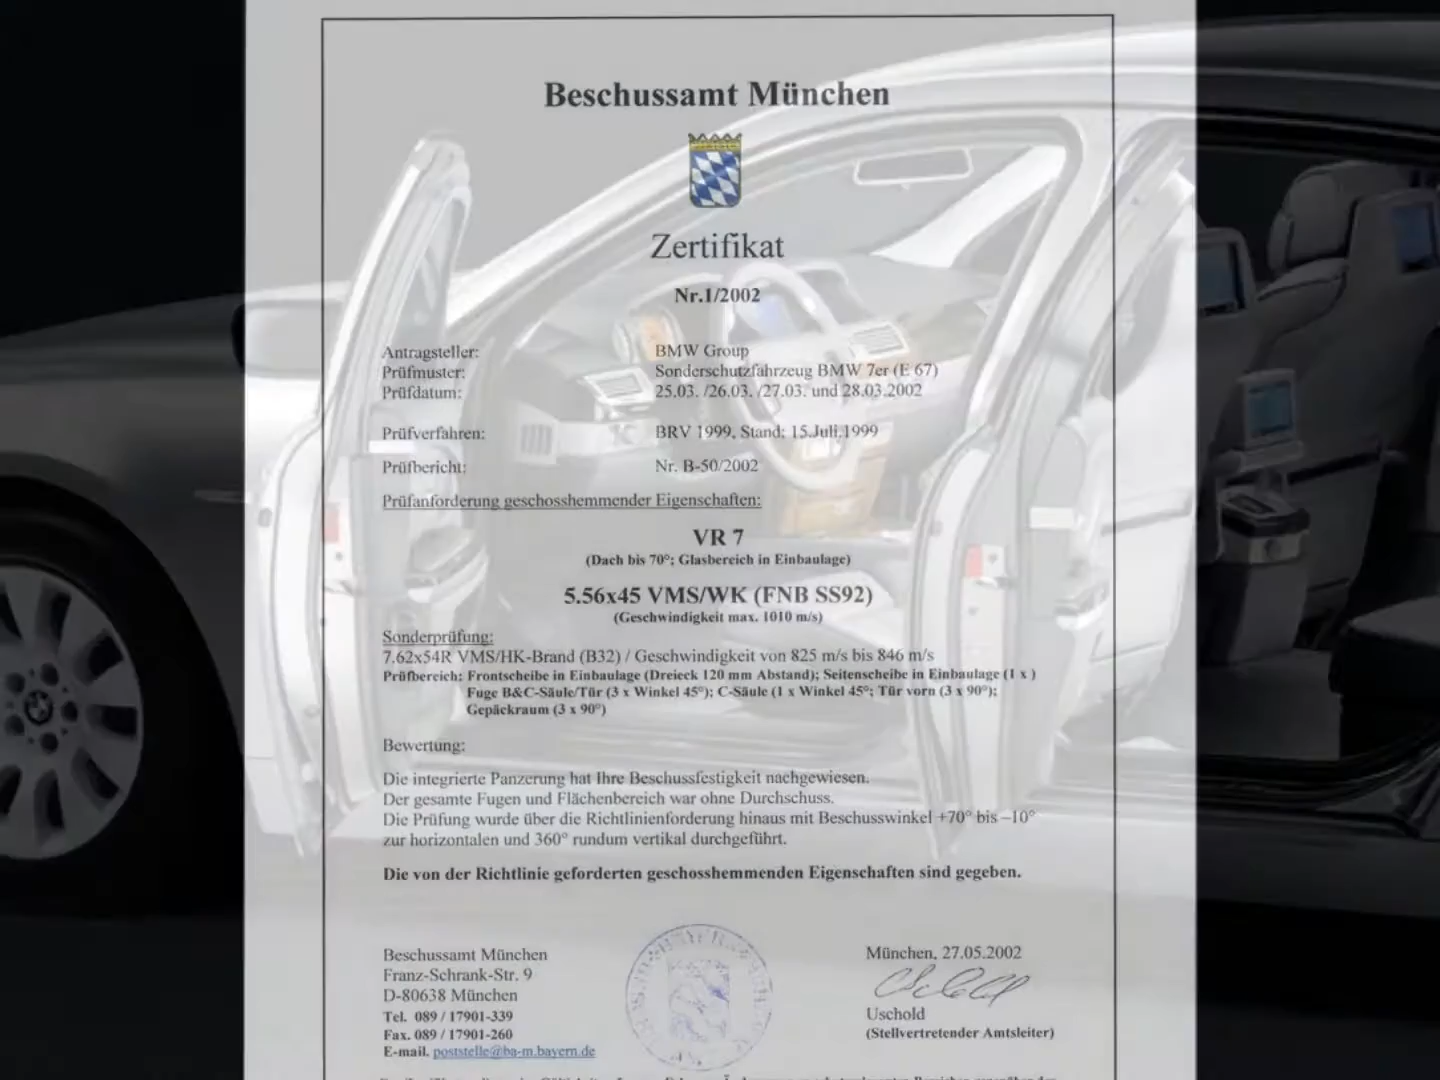 Beschussamt München
Zertifikat
Nr.1/2002
Antragsteller: BMW Group
Prüfmuster: Sonderschutzfahrzeug BMW 7er (E 67)
Prüfdatum: 25.03. /26.03. /27.03. und 28.03.2002
Prüfverfahren: BRV 1999, Stand: 15.Juli.1999
Prüfbericht: Nr. B-50/2002
Prüfanforderung geschosshemmender Eigenschaften:
VR 7
(Dach bis 70°; Glasbereich in Einbaulage)
5.56x45 VMS/WK (FNB SS92)
(Geschwindigkeit max. 1010 m/s)
Sonderprüfung:
7.62x54R VMS/HK-Brand (B32) / Geschwindigkeit von 825 m/s bis 846 m/s
Prüfbereich: Frontscheibe in Einbaulage (Dreieck 120 mm Abstand); Seitenscheibe in Einbaulage (1 x )
Fuge B&C-Säule/Tür (3 x Winkel 45°); C-Säule (1 x Winkel 45°; Tür vorn (3 x 90°);
Gepäckraum (3 x 90°)
Bewertung:
Die integrierte Panzerung hat Ihre Beschussfestigkeit nachgewiesen.
Der gesamte Fugen und Flächenbereich war ohne Durchschuss.
Die Prüfung wurde über die Richtlinienforderung hinaus mit Beschusswinkel +70° bis –10°
zur horizontalen und 360° rundum vertikal durchgeführt.
Die von der Richtlinie geforderten geschosshemmenden Eigenschaften sind gegeben.
Beschussamt München
Franz-Schrank-Str. 9
D-80638 München
Tel. 089 / 17901-339
Fax. 089 / 17901-260
E-mail. poststelle@ba-m.bayern.de
München, 27.05.2002
Uschold
(Stellvertretender Amtsleiter)